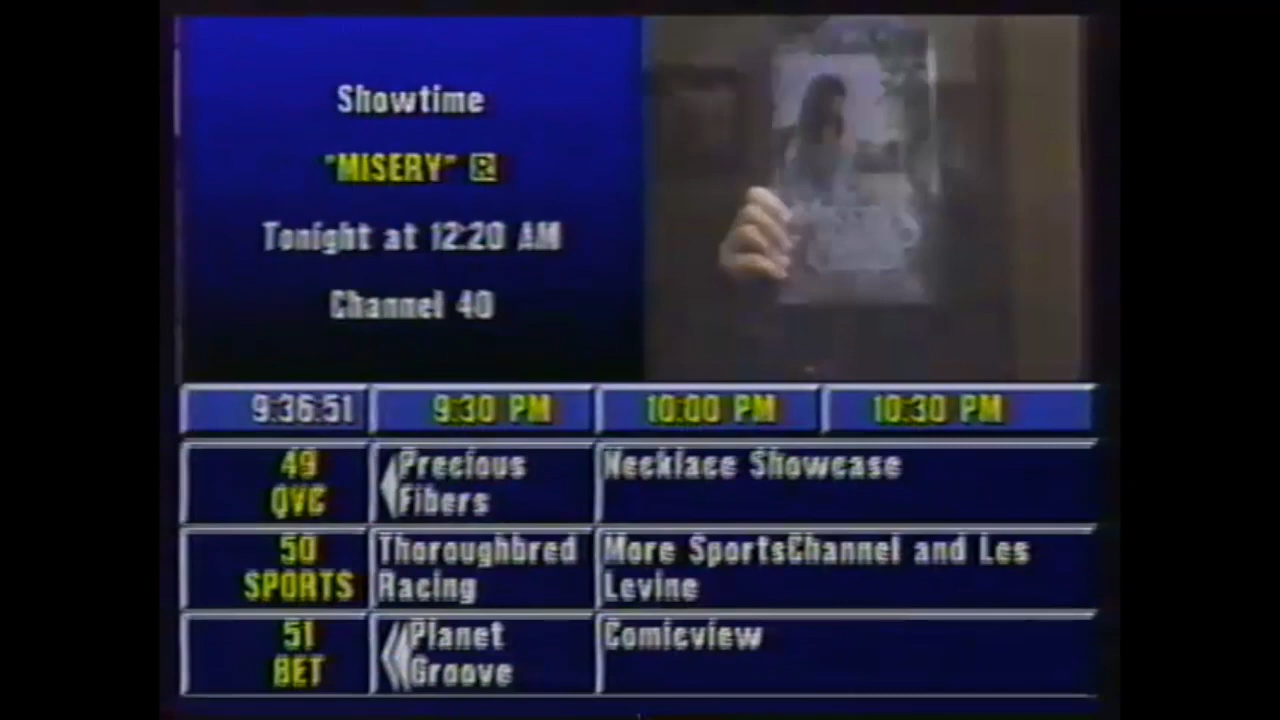 Showtime
"MISERY" R
Tonight at 12:20 AM
Channel 40
9:36:51 9:30 PM 10:00 PM 10:30 PM
49 Precious Necklace Showcase
QVC Fibers
50 Thoroughbred More SportsChannel and Les
SPORTS Racing Levine
51 Planet Comicview
BET Groove